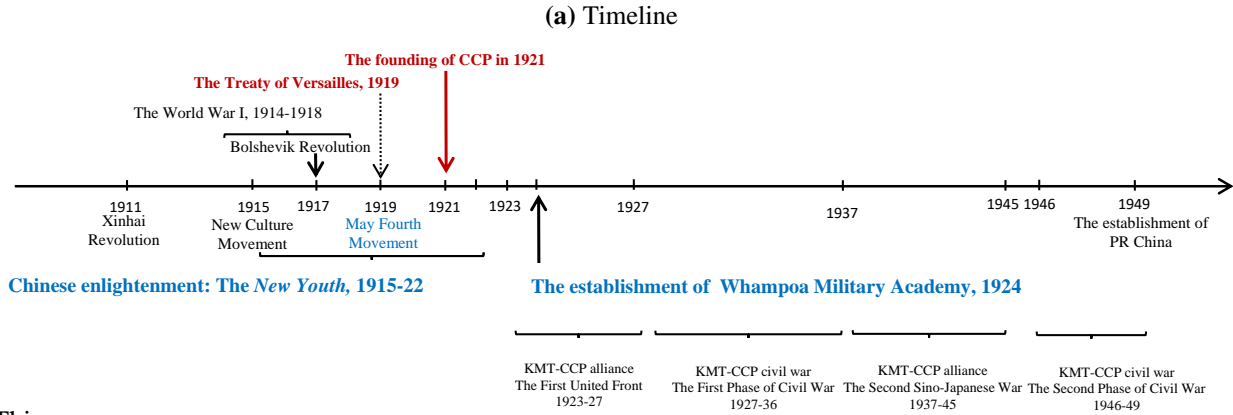 (a) Timeline
The founding of CCP in 1921
The Treaty of Versailles, 1919
The World War I, 1914-1918
Bolshevik Revolution
1911
1915
1917
1919
1921
1923
1927
1937
1945
1946
1949
Xinhai
Revolution
New Culture
Movement
May Fourth
Movement
The establishment of
PR China
Chinese enlightenment: The New Youth, 1915-22
The establishment of Whampoa Military Academy, 1924
KMT-CCP alliance
The First United Front
1923-27
KMT-CCP civil war
The First Phase of Civil War
1927-36
KMT-CCP alliance
The Second Sino-Japanese War
1937-45
KMT-CCP civil war
The Second Phase of Civil War
1946-49